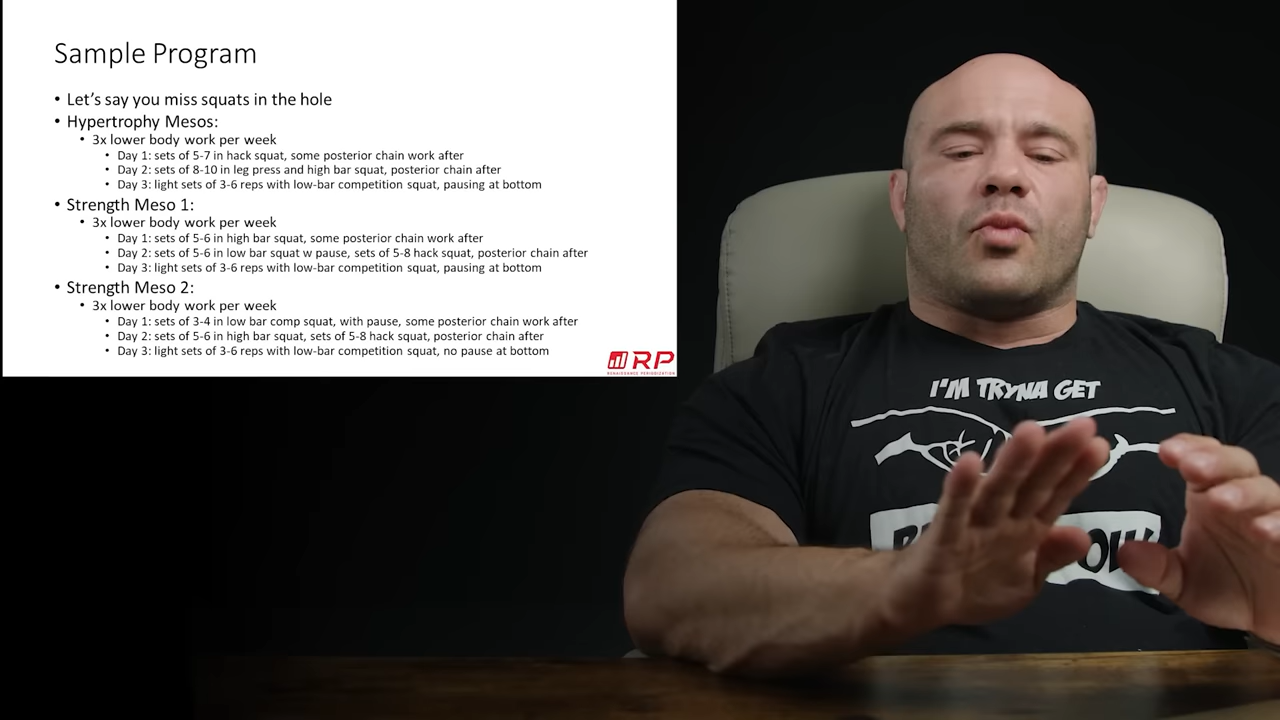 Sample Program
• Let's say you miss squats in the hole
• Hypertrophy Mesos:
• 3x lower body work per week
• Day 1: sets of 5-7 in hack squat, some posterior chain work after
• Day 2: sets of 8-10 in leg press and high bar squat, posterior chain after
• Day 3: light sets of 3-6 reps with low-bar competition squat, pausing at bottom
• Strength Meso 1:
• 3x lower body work per week
• Day 1: sets of 5-6 in high bar squat, some posterior chain work after
• Day 2: sets of 5-6 in low bar squat w pause, sets of 5-8 hack squat, posterior chain after
• Day 3: light sets of 3-6 reps with low-bar competition squat, pausing at bottom
• Strength Meso 2:
• 3x lower body work per week
• Day 1: sets of 3-4 in low bar comp squat, with pause, some posterior chain work after
• Day 2: sets of 5-6 in high bar squat, sets of 5-8 hack squat, posterior chain after
• Day 3: light sets of 3-6 reps with low-bar competition squat, no pause at bottom
RP
RENAISSANCE PERIODIZATION
I'M TRYNA GET